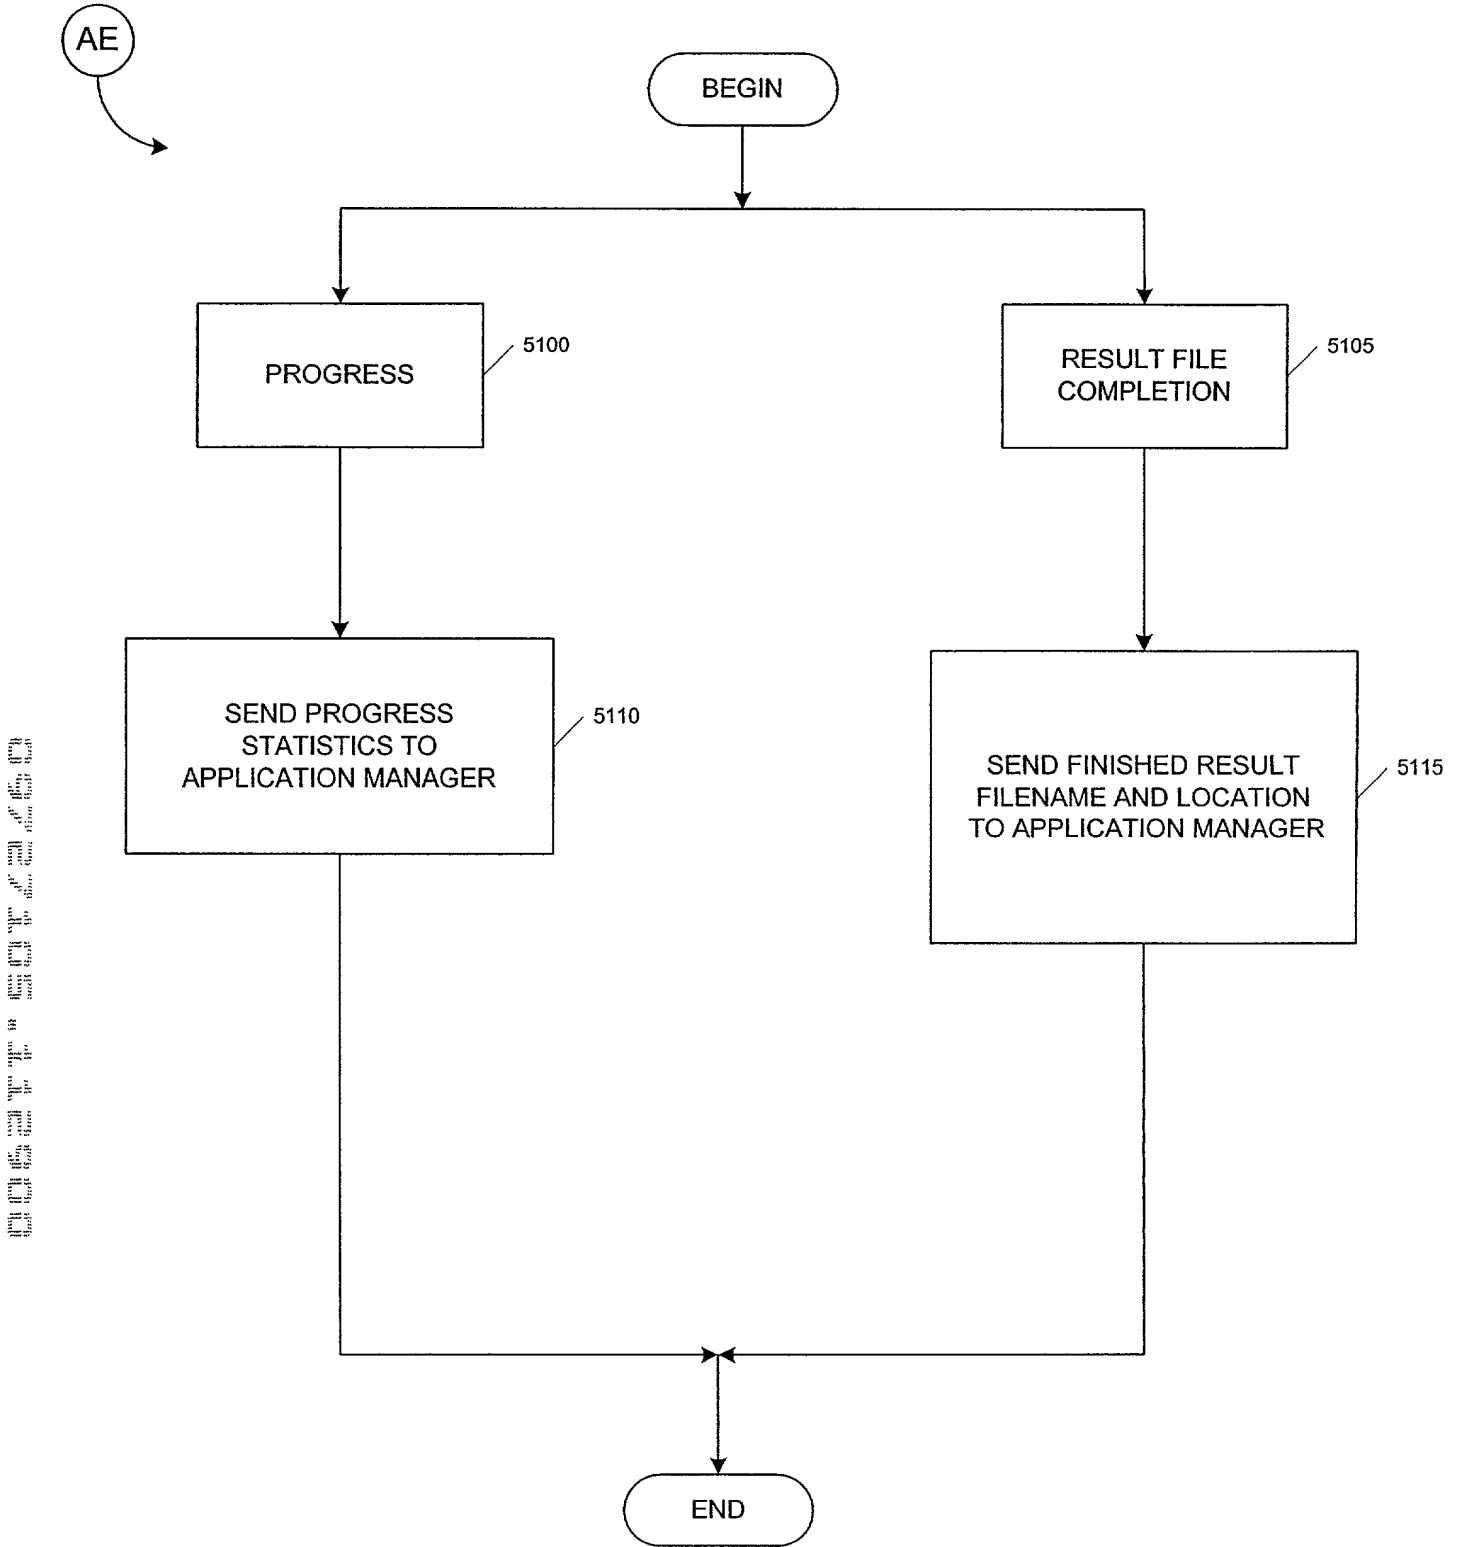 AE
BEGIN
PROGRESS
5100
RESULT FILE
COMPLETION
5105
SEND PROGRESS
STATISTICS TO
APPLICATION MANAGER
5110
SEND FINISHED RESULT
FILENAME AND LOCATION
TO APPLICATION MANAGER
5115
END